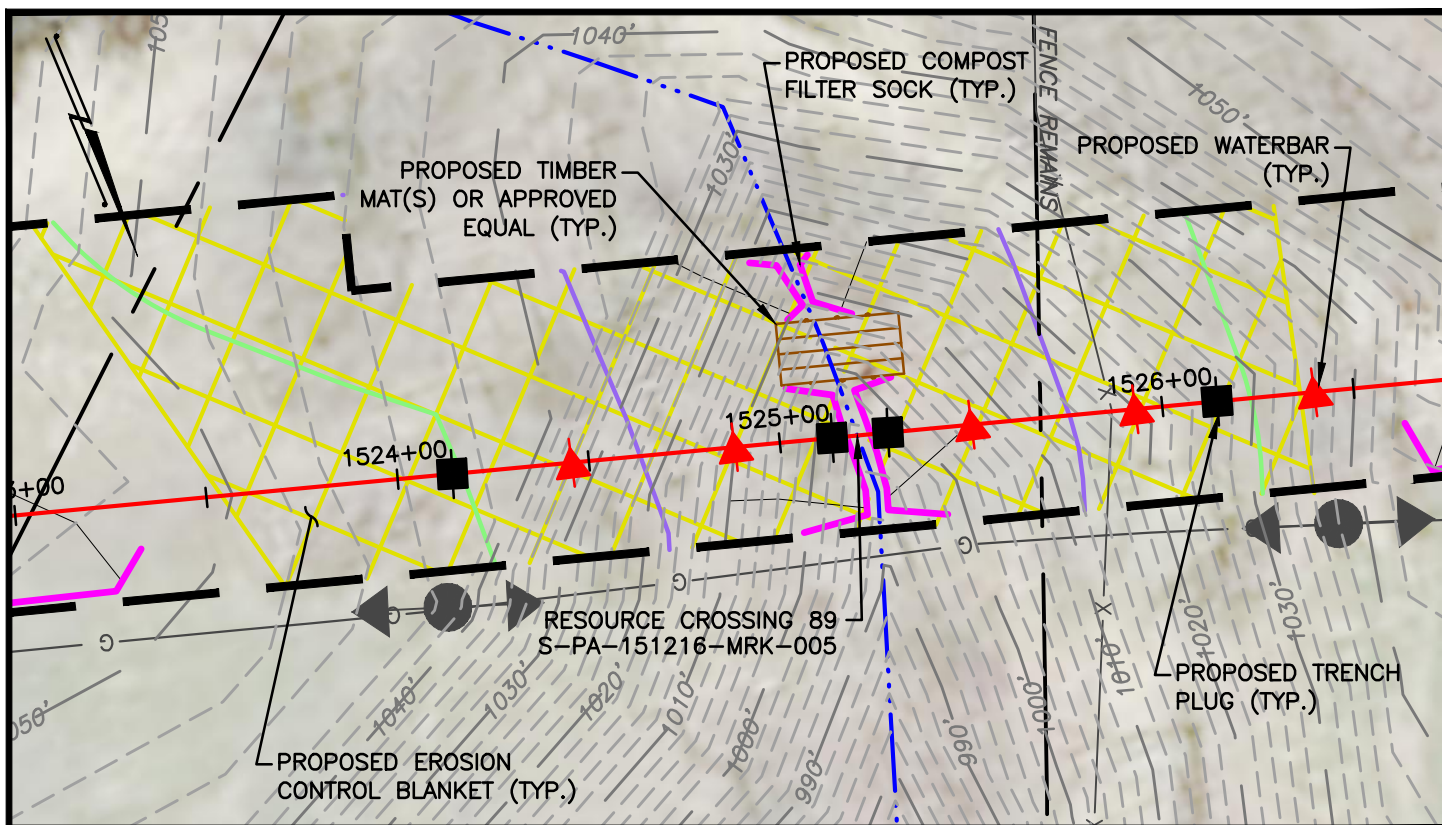 1040'
PROPOSED COMPOST
FILTER SOCK (TYP.)
FENCE REMAINS
1050'
1030'
PROPOSED TIMBER
MAT(S) OR APPROVED
EQUAL (TYP.)
PROPOSED WATERBAR
(TYP.)
1524+00
1525+00
1526+00
X
G
G
G
G
X
RESOURCE CROSSING 89
S-PA-151216-MRK-005
1040'
1030'
1020'
1010'
1000'
990'
990'
1000'
1010'
1020'
1030'
PROPOSED TRENCH
PLUG (TYP.)
PROPOSED EROSION
CONTROL BLANKET (TYP.)